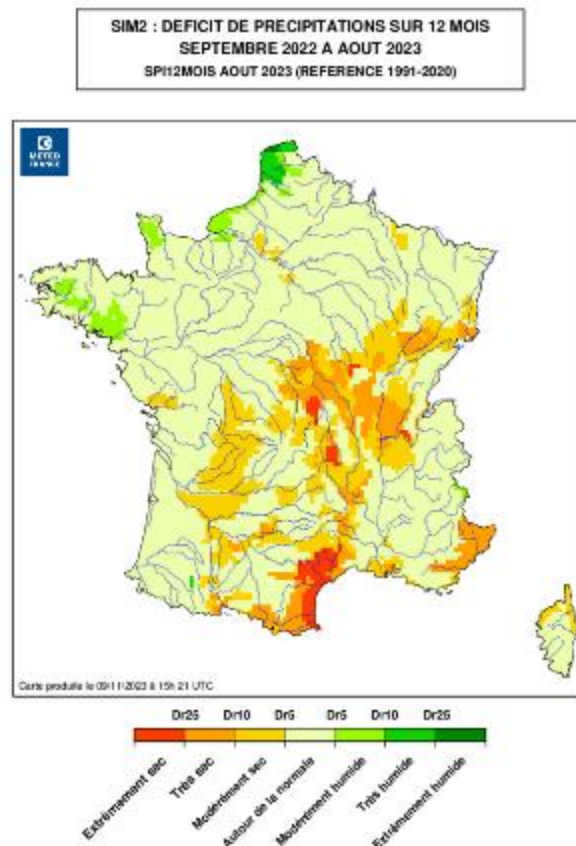 SIM2 : DEFICIT DE PRECIPITATIONS SUR 12 MOIS
SEPTEMBRE 2022 A AOUT 2023
SPI12MOIS AOUT 2023 (REFERENCE 1991-2020)
METEO
FRANCE
Carte produite le 09/11/2023 à 15h 21 UTC
Dr25 Dr10 Dr5 Dr5 Dr10 Dr25
Extrêmement sec
Très sec
Modérément sec
Autour de la normale
Modérément humide
Très humide
Extrêmement humide